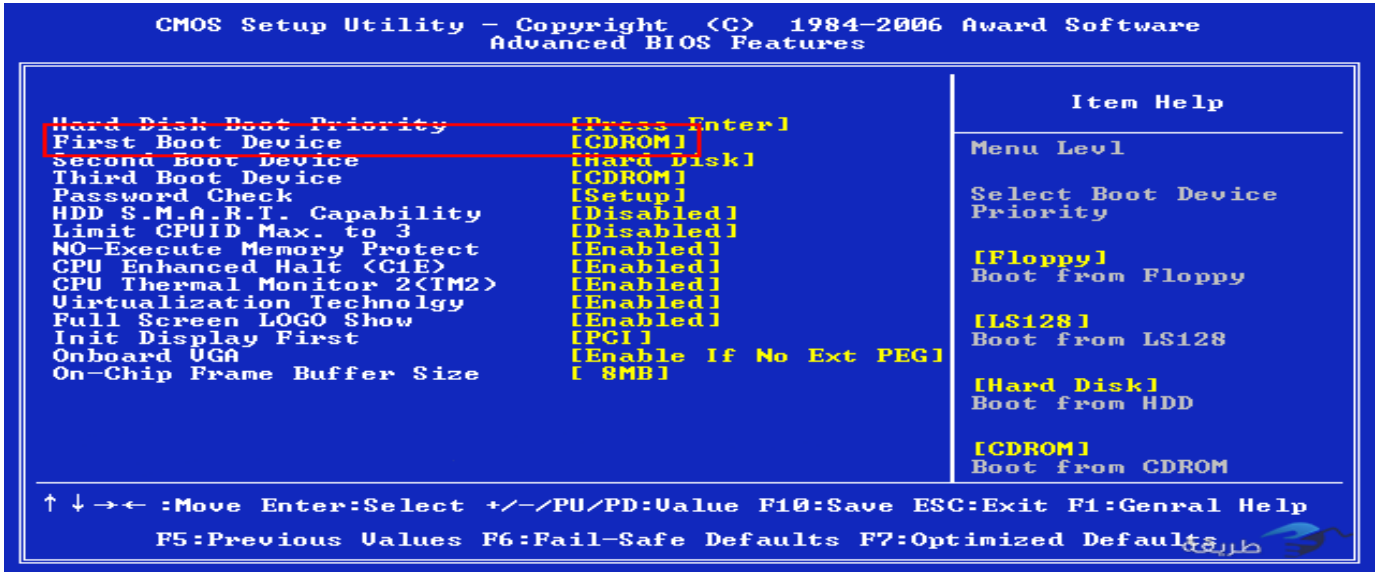 CMOS Setup Utility - Copyright (C) 1984-2006 Award Software
Advanced BIOS Features
Hard Disk Boot Priority [Press Enter]
First Boot Device [CDROM]
Second Boot Device [Hard Disk]
Third Boot Device [CDROM]
Password Check [Setup]
HDD S.M.A.R.T. Capability [Disabled]
Limit CPUID Max. to 3 [Disabled]
NO-Execute Memory Protect [Enabled]
CPU Enhanced Halt (C1E) [Enabled]
CPU Thermal Monitor 2(TM2) [Enabled]
Virtualization Technolgy [Enabled]
Full Screen LOGO Show [Enabled]
Init Display First [PCI]
Onboard VGA [Enable If No Ext PEG]
On-Chip Frame Buffer Size [ 8MB]
Item Help
Menu Levl
Select Boot Device
Priority
[Floppy]
Boot from Floppy
[LS128]
Boot from LS128
[Hard Disk]
Boot from HDD
[CDROM]
Boot from CDROM
↑↓→← :Move Enter:Select +/-/PU/PD:Value F10:Save ESC:Exit F1:Genral Help
F5:Previous Values F6:Fail-Safe Defaults F7:Optimized Defaults
طريقة